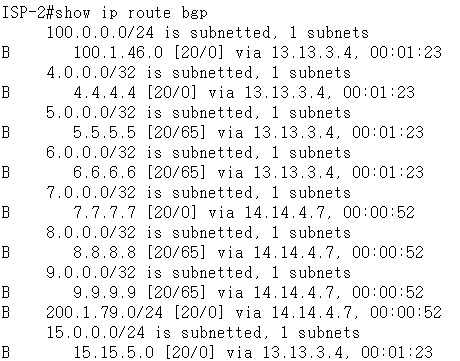 ISP-2#show ip route bgp
100.0.0.0/24 is subnetted, 1 subnets
B 100.1.46.0 [20/0] via 13.13.3.4, 00:01:23
4.0.0.0/32 is subnetted, 1 subnets
B 4.4.4.4 [20/0] via 13.13.3.4, 00:01:23
5.0.0.0/32 is subnetted, 1 subnets
B 5.5.5.5 [20/65] via 13.13.3.4, 00:01:23
6.0.0.0/32 is subnetted, 1 subnets
B 6.6.6.6 [20/65] via 13.13.3.4, 00:01:23
7.0.0.0/32 is subnetted, 1 subnets
B 7.7.7.7 [20/0] via 14.14.4.7, 00:00:52
8.0.0.0/32 is subnetted, 1 subnets
B 8.8.8.8 [20/65] via 14.14.4.7, 00:00:52
9.0.0.0/32 is subnetted, 1 subnets
B 9.9.9.9 [20/65] via 14.14.4.7, 00:00:52
B 200.1.79.0/24 [20/0] via 14.14.4.7, 00:00:52
15.0.0.0/24 is subnetted, 1 subnets
B 15.15.5.0 [20/0] via 13.13.3.4, 00:01:23